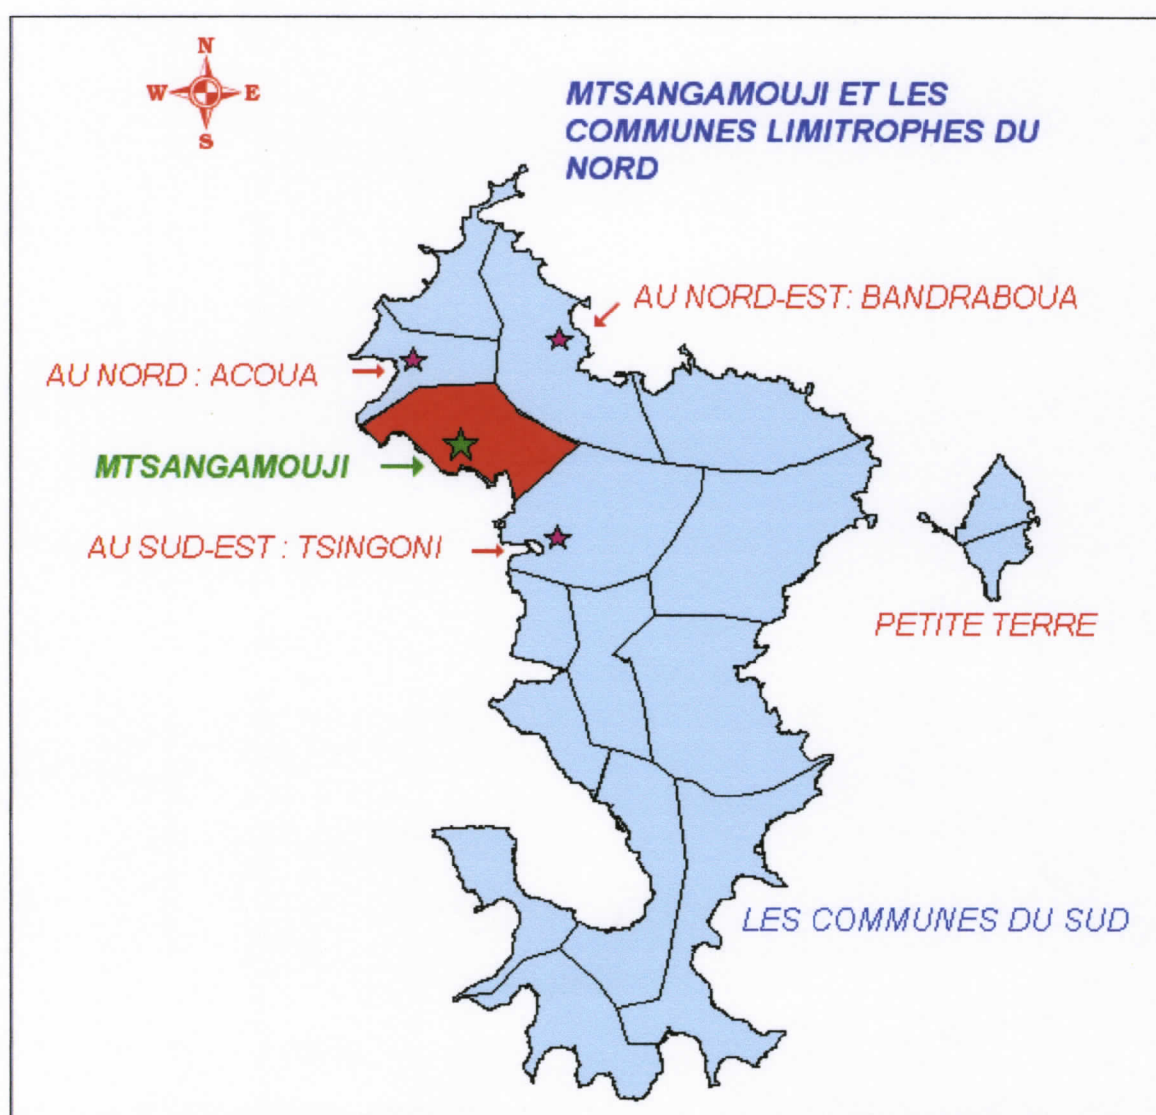 N
W E
S
MTSANGAMOUJI ET LES
COMMUNES LIMITROPHES DU
NORD
AU NORD-EST: BANDRABOUA
AU NORD : ACOUA
MTSANGAMOUJI
AU SUD-EST : TSINGONI
PETITE TERRE
LES COMMUNES DU SUD